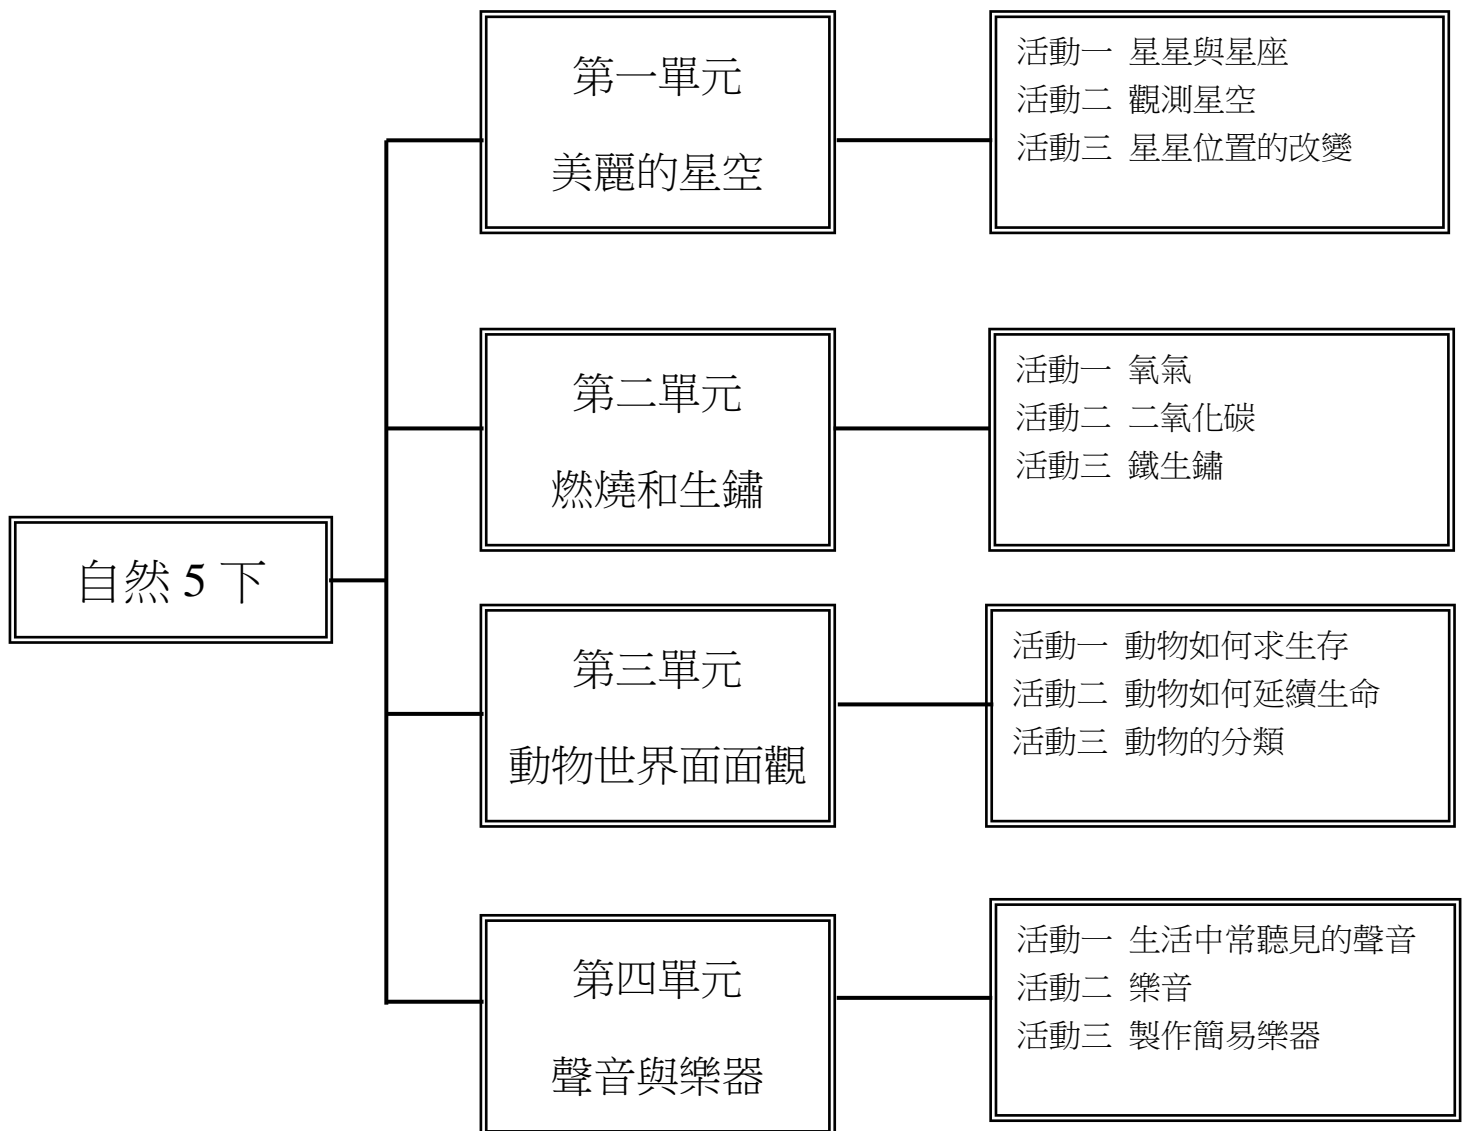 自然 5 下
第一單元
美麗的星空
活動一 星星與星座
活動二 觀測星空
活動三 星星位置的改變
第二單元
燃燒和生鏽
活動一 氧氣
活動二 二氧化碳
活動三 鐵生鏽
第三單元
動物世界面面觀
活動一 動物如何求生存
活動二 動物如何延續生命
活動三 動物的分類
第四單元
聲音與樂器
活動一 生活中常聽見的聲音
活動二 樂音
活動三 製作簡易樂器